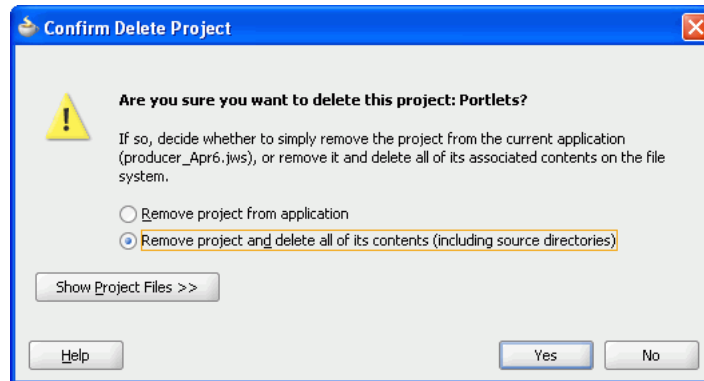 Confirm Delete Project
Are you sure you want to delete this project: Portlets?
If so, decide whether to simply remove the project from the current application
(producer_Apr6.jws), or remove it and delete all of its associated contents on the file
system.
Remove project from application
Remove project and delete all of its contents (including source directories)
Show Project Files >>
Help
Yes
No